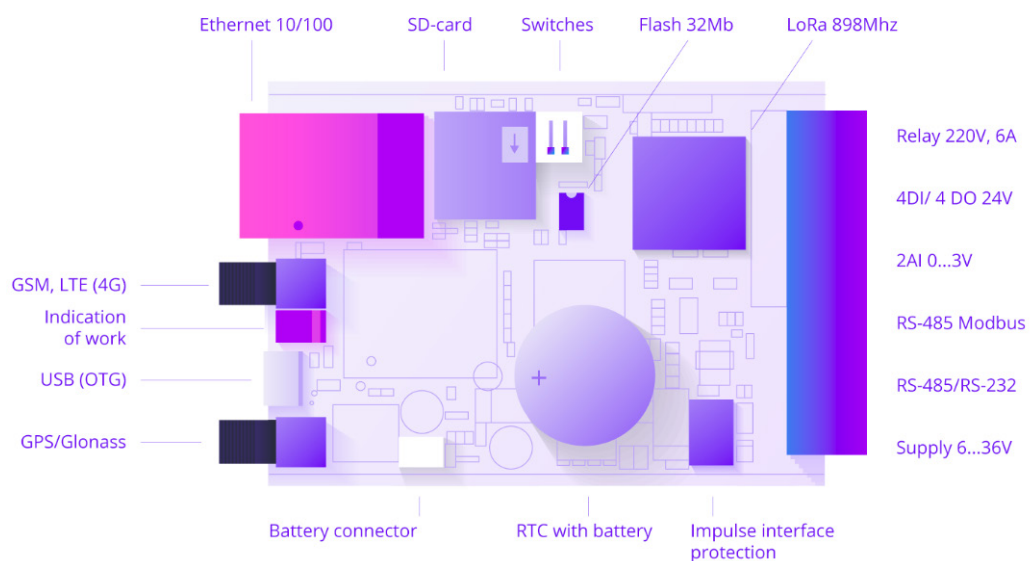 Ethernet 10/100
SD-card
Switches
Flash 32Mb
LoRa 898Mhz
Relay 220V, 6A
4DI/ 4 DO 24V
2AI 0...3V
RS-485 Modbus
RS-485/RS-232
Supply 6...36V
GSM, LTE (4G)
Indication
of work
USB (OTG)
GPS/Glonass
Battery connector
RTC with battery
Impulse interface
protection